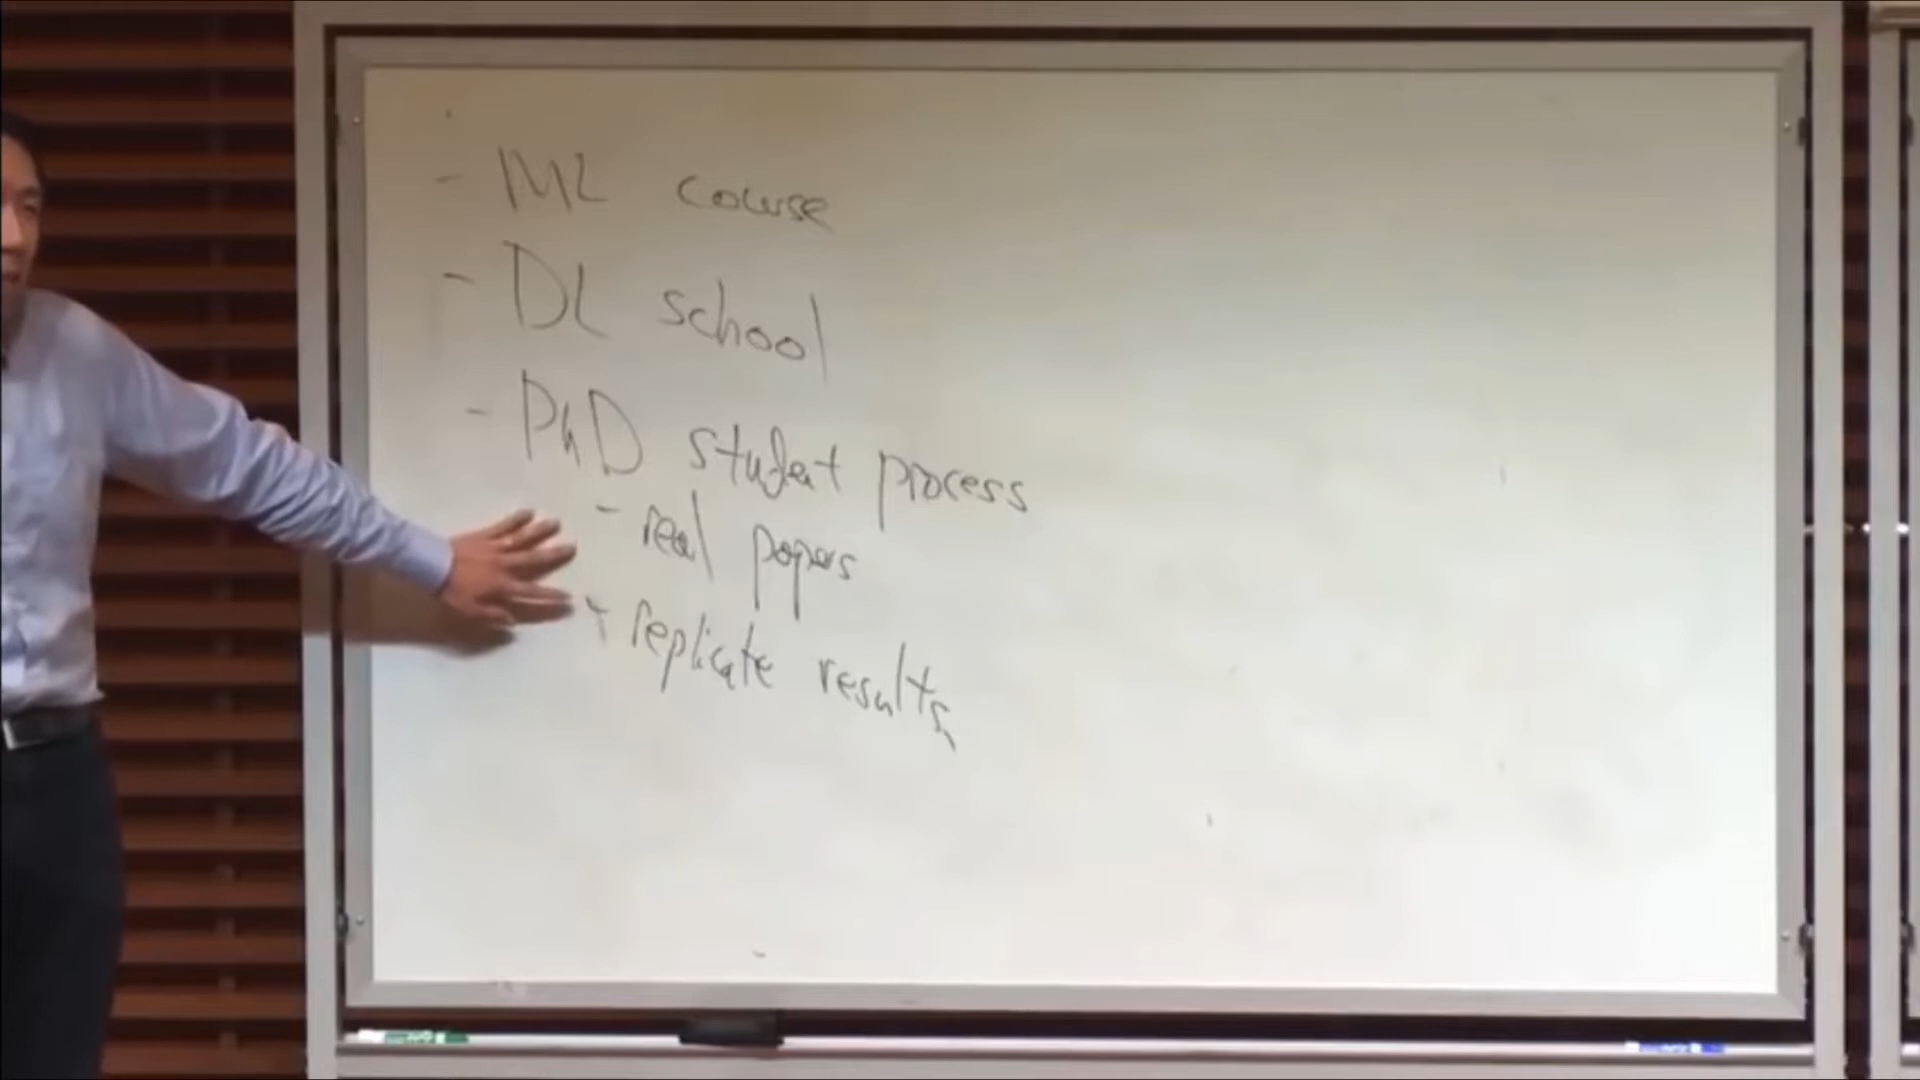 - ML course
- DL school
- PhD student process
- read papers
+ replicate results